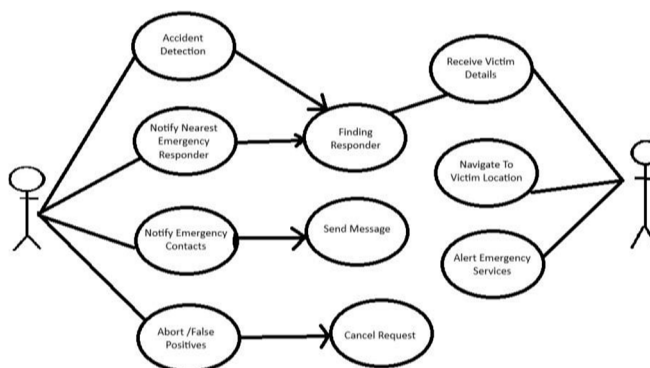 Accident
Detection
Notify Nearest
Emergency
Responder
Notify Emergency
Contacts
Abort /False
Positives
Finding
Responder
Send Message
Cancel Request
Receive Victim
Details
Navigate To
Victim Location
Alert Emergency
Services